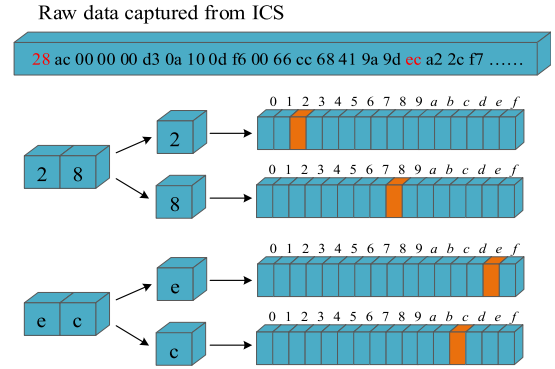 Raw data captured from ICS
28 ac 00 00 00 d3 0a 10 0d f6 00 66 cc 68 41 9a 9d ec a2 2c f7 ……
0 1 2 3 4 5 6 7 8 9 a b c d e f
2
2 8
0 1 2 3 4 5 6 7 8 9 a b c d e f
8
0 1 2 3 4 5 6 7 8 9 a b c d e f
e
e c
0 1 2 3 4 5 6 7 8 9 a b c d e f
c